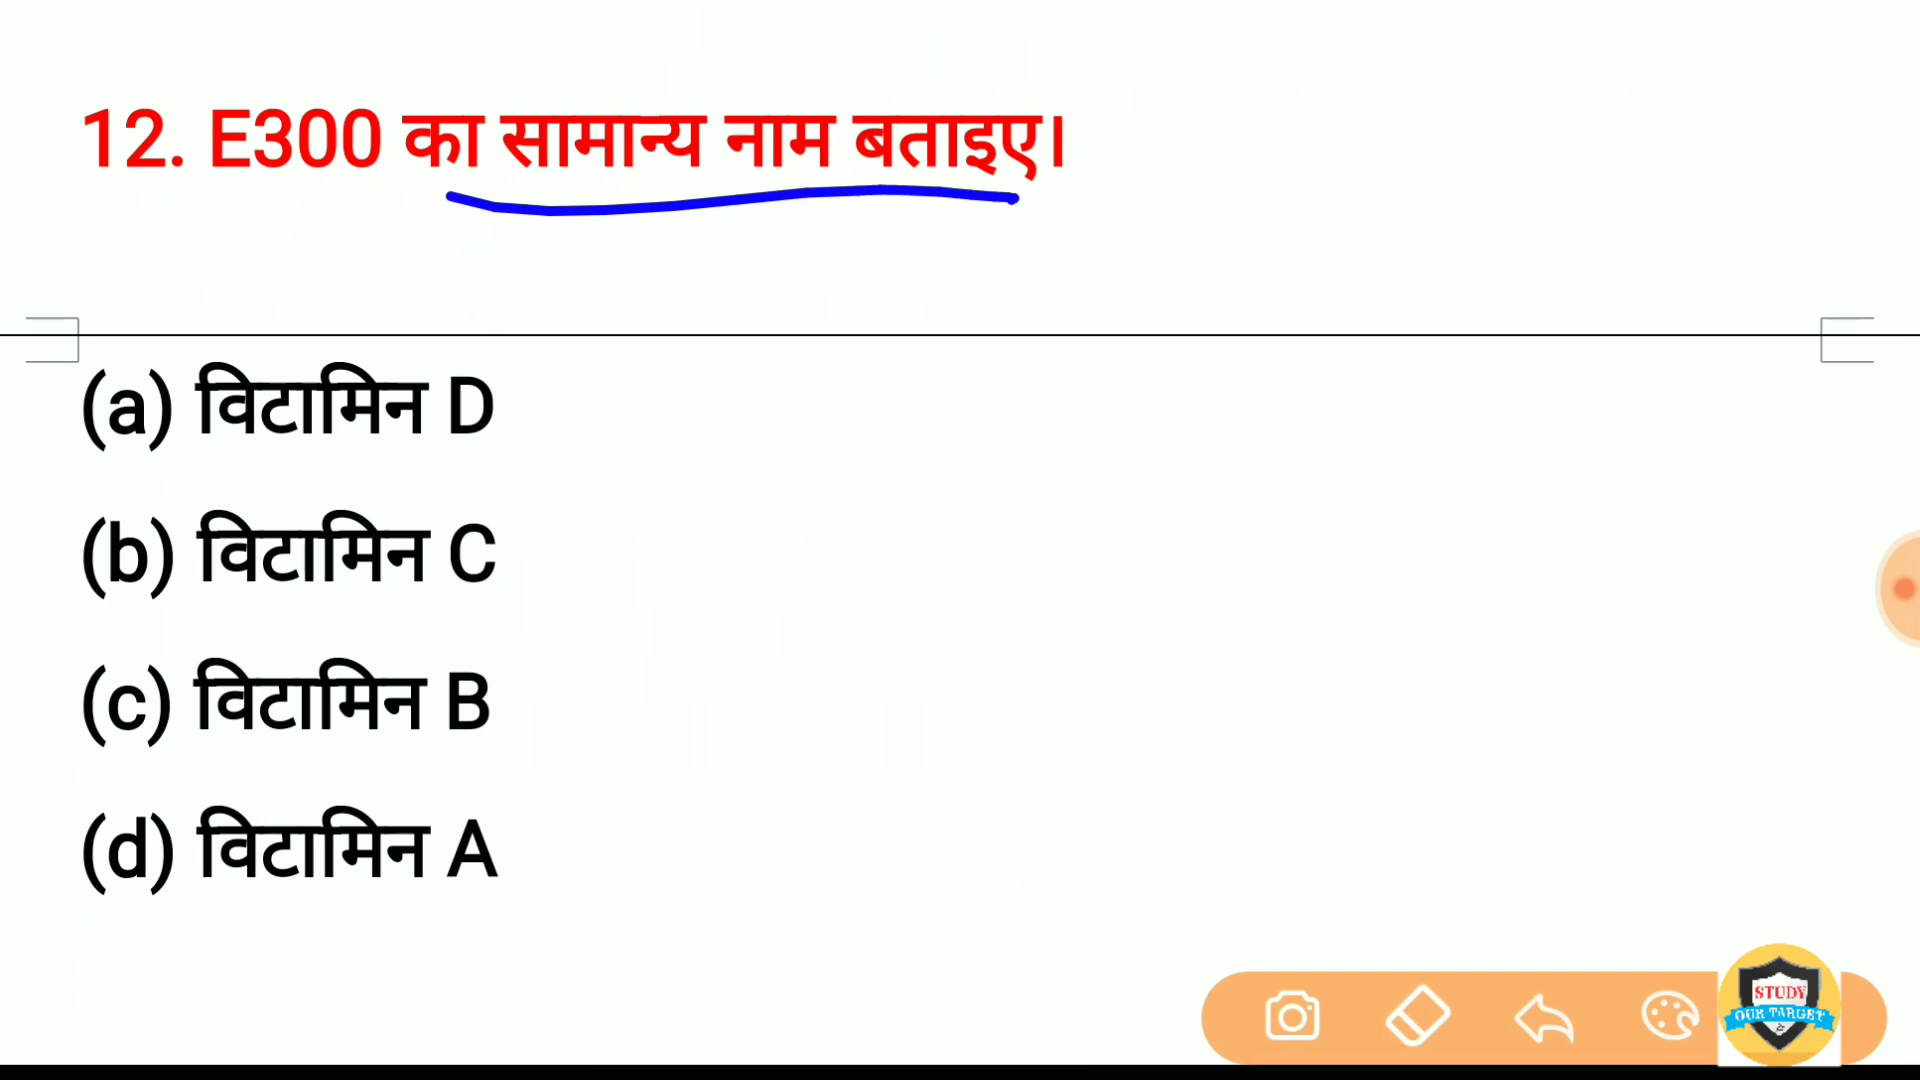 12. E300 का सामान्य नाम बताइए।
(a) विटामिन D
(b) विटामिन C
(c) विटामिन B
(d) विटामिन A
STUDY
OUR TARGET